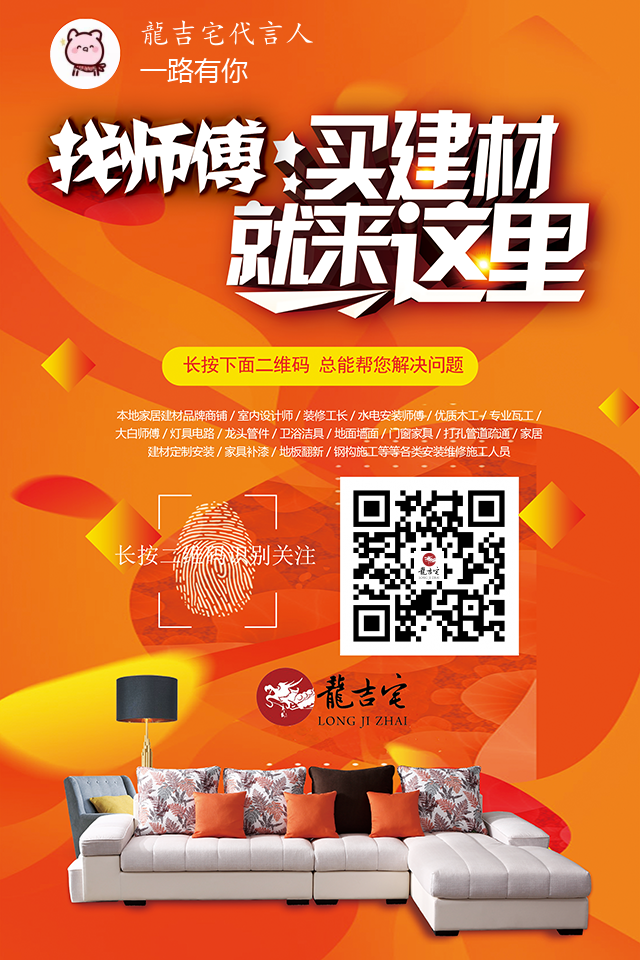 龍吉宅代言人
一路有你
找师傅 买建材
就来这里
长按下面二维码 总能帮您解决问题
本地家居建材品牌商铺 / 室内设计师 / 装修工长 / 水电安装师傅 / 优质木工 / 专业瓦工 /
大白师傅 / 灯具电路 / 龙头管件 / 卫浴洁具 / 地面墙面 / 门窗家具 / 打孔管道疏通 / 家居
建材定制安装 / 家具补漆 / 地板翻新 / 钢构施工等等各类安装维修施工人员
长按二维码识别关注
龍吉宅
LONG JI ZHAI
龍吉宅
LONG JI ZHAI